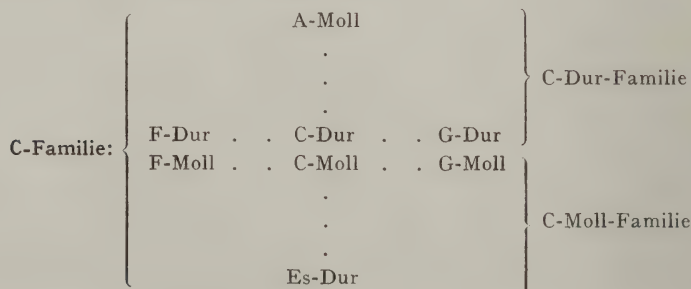 A-Moll
.
.
.
C-Dur-Familie
F-Dur . . C-Dur . . G-Dur
C-Familie:
F-Moll . . C-Moll . . G-Moll
.
.
.
C-Moll-Familie
Es-Dur